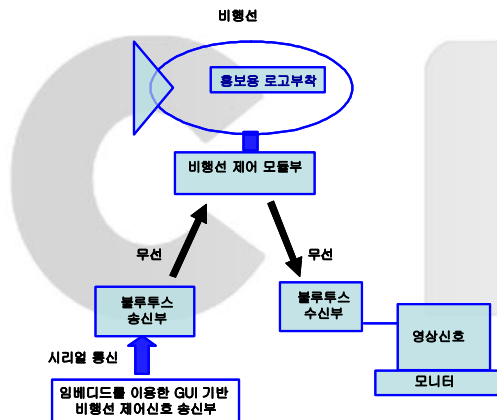 비행선
홍보용 로고부착
비행선 제어 모듈부
무선
무선
블루투스
송신부
블루투스
수신부
영상신호
모니터
시리얼 통신
임베디드를 이용한 GUI 기반
비행선 제어신호 송신부